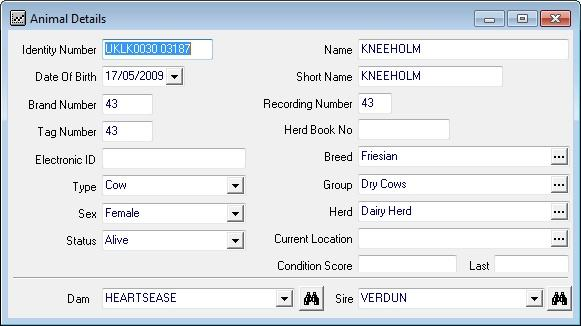 Animal Details
Identity Number UKLK0030 03187 Name KNEEHOLM
Date Of Birth 17/05/2009 Short Name KNEEHOLM
Brand Number 43 Recording Number 43
Tag Number 43 Herd Book No
Electronic ID Breed Friesian ...
Type Cow Group Dry Cows ...
Sex Female Herd Dairy Herd ...
Status Alive Current Location ...
Condition Score Last
Dam HEARTSEASE Sire VERDUN